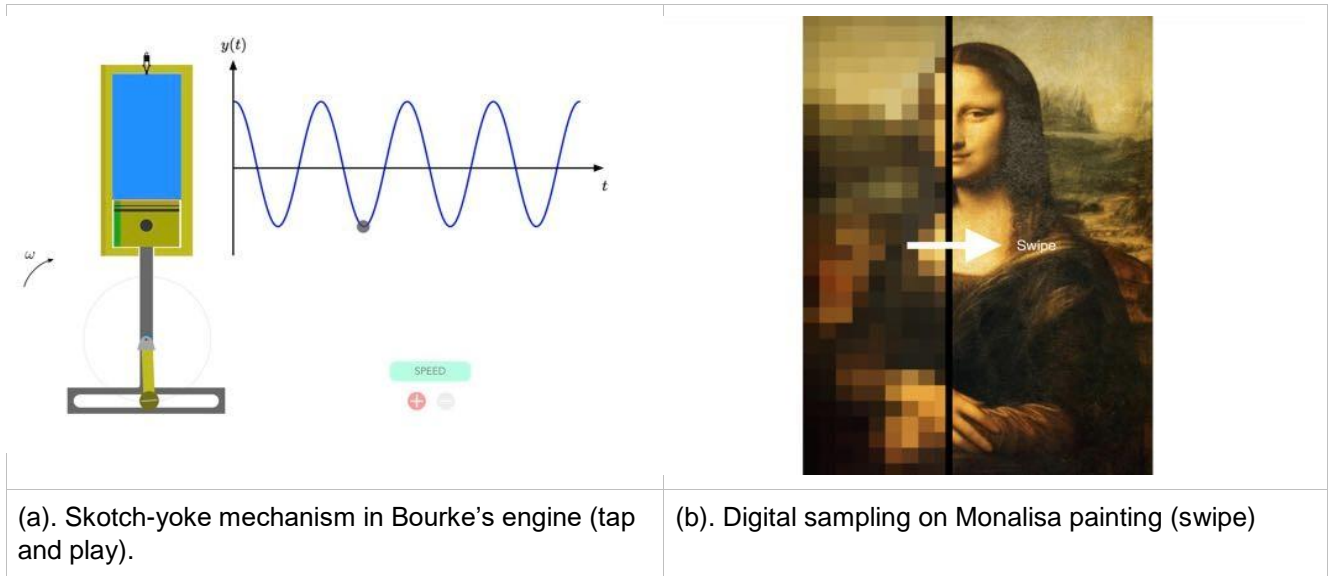 y(t)
t
ω
SPEED
Swipe
(a). Skotch-yoke mechanism in Bourke's engine (tap
and play).
(b). Digital sampling on Monalisa painting (swipe)